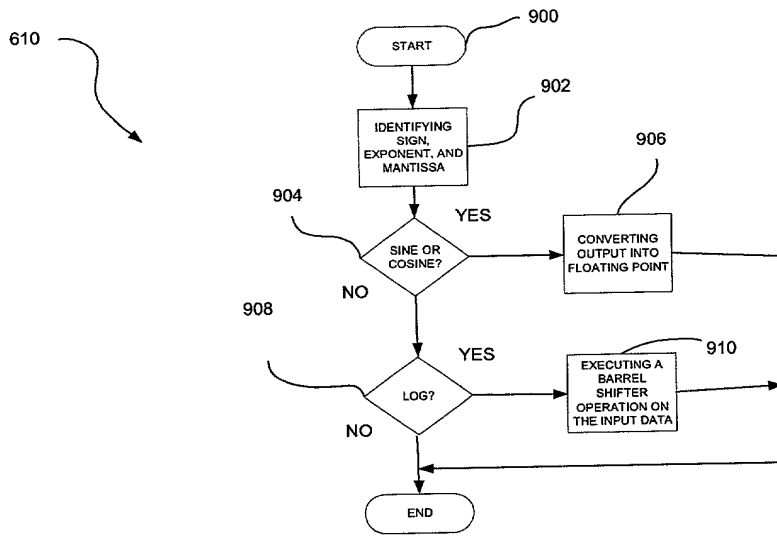 900
START
610
902
IDENTIFYING
SIGN,
EXPONENT, AND
MANTISSA
906
904
YES
SINE OR
COSINE?
CONVERTING
OUTPUT INTO
FLOATING POINT
NO
908
YES
910
LOG?
EXECUTING A
BARREL
SHIFTER
OPERATION ON
THE INPUT DATA
NO
END